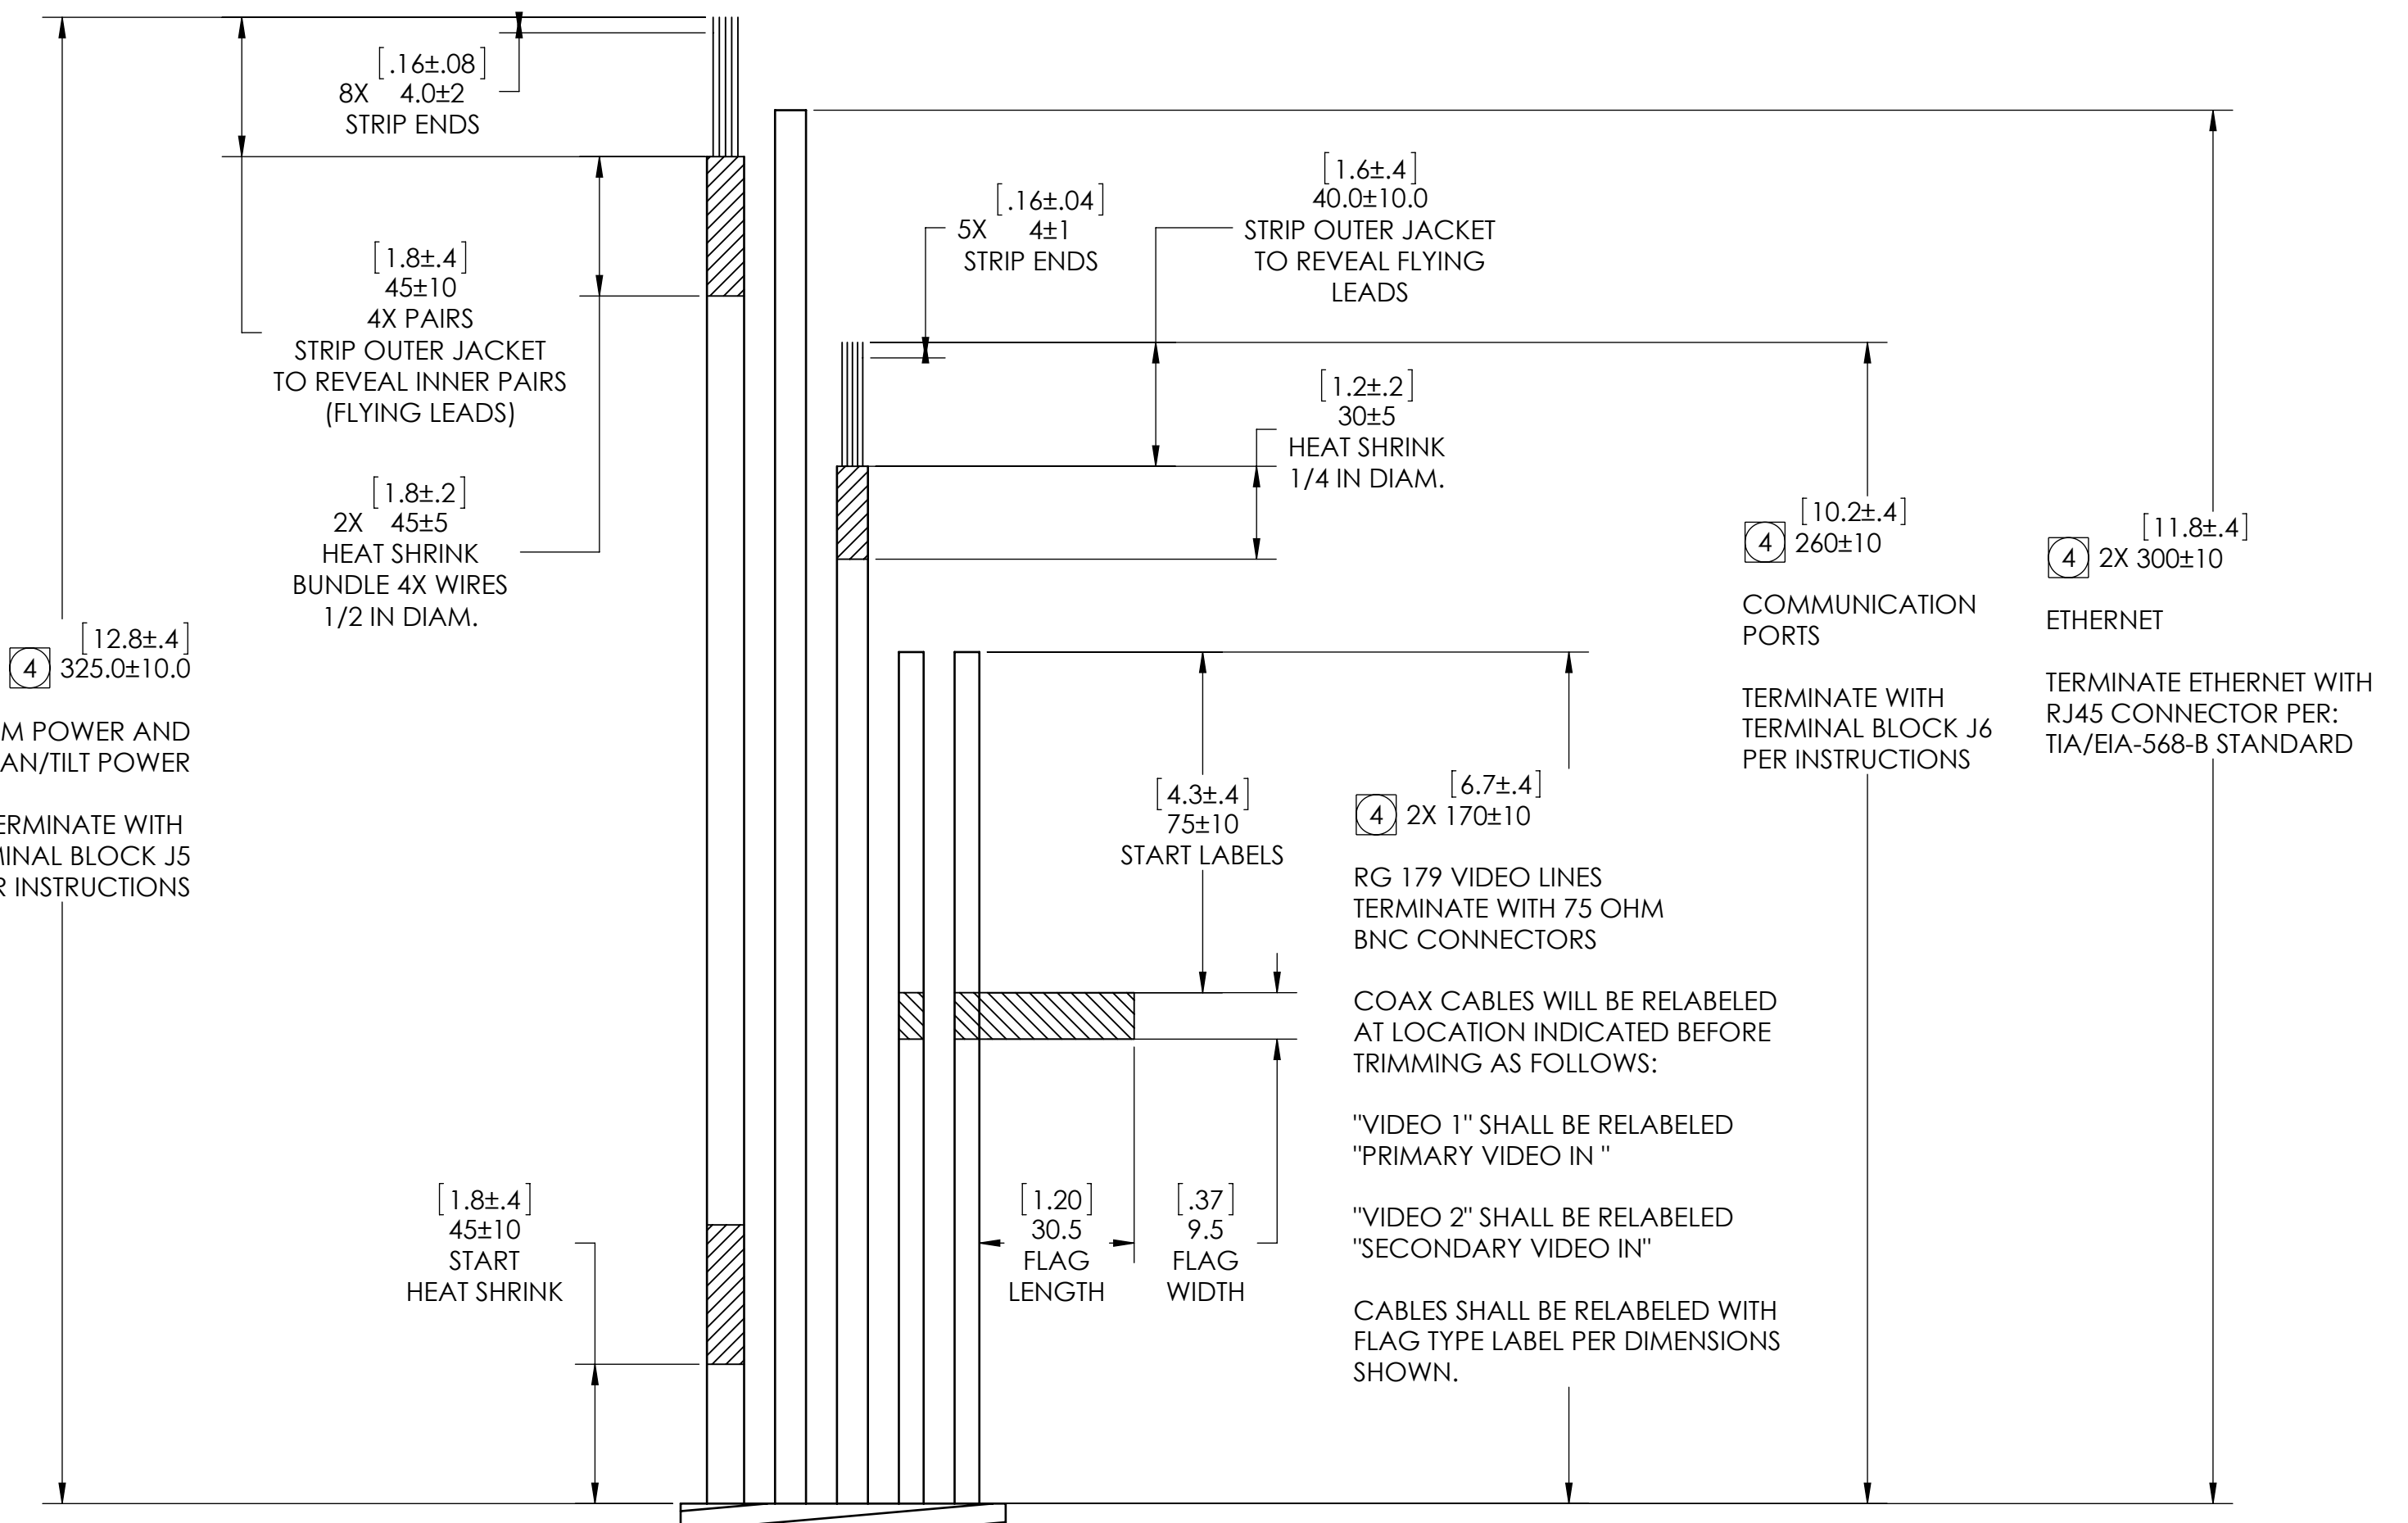 [.16±.08]
8X 4.0±2
STRIP ENDS
[1.8±.4]
45±10
4X PAIRS
STRIP OUTER JACKET
TO REVEAL INNER PAIRS
(FLYING LEADS)
[1.8±.2]
2X 45±5
HEAT SHRINK
BUNDLE 4X WIRES
1/2 IN DIAM.
[12.8±.4]
4 325.0±10.0
M POWER AND
AN/TILT POWER
ERMINATE WITH
MINAL BLOCK J5
R INSTRUCTIONS
[1.8±.4]
45±10
START
HEAT SHRINK
[.16±.04]
5X 4±1
STRIP ENDS
[1.6±.4]
40.0±10.0
STRIP OUTER JACKET
TO REVEAL FLYING
LEADS
[1.2±.2]
30±5
HEAT SHRINK
1/4 IN DIAM.
[4.3±.4]
75±10
START LABELS
[1.20]
30.5
FLAG
LENGTH
[.37]
9.5
FLAG
WIDTH
[6.7±.4]
4 2X 170±10
RG 179 VIDEO LINES
TERMINATE WITH 75 OHM
BNC CONNECTORS
COAX CABLES WILL BE RELABELED
AT LOCATION INDICATED BEFORE
TRIMMING AS FOLLOWS:
"VIDEO 1" SHALL BE RELABELED
"PRIMARY VIDEO IN "
"VIDEO 2" SHALL BE RELABELED
"SECONDARY VIDEO IN"
CABLES SHALL BE RELABELED WITH
FLAG TYPE LABEL PER DIMENSIONS
SHOWN.
[10.2±.4]
4 260±10
COMMUNICATION
PORTS
TERMINATE WITH
TERMINAL BLOCK J6
PER INSTRUCTIONS
[11.8±.4]
4 2X 300±10
ETHERNET
TERMINATE ETHERNET WITH
RJ45 CONNECTOR PER:
TIA/EIA-568-B STANDARD